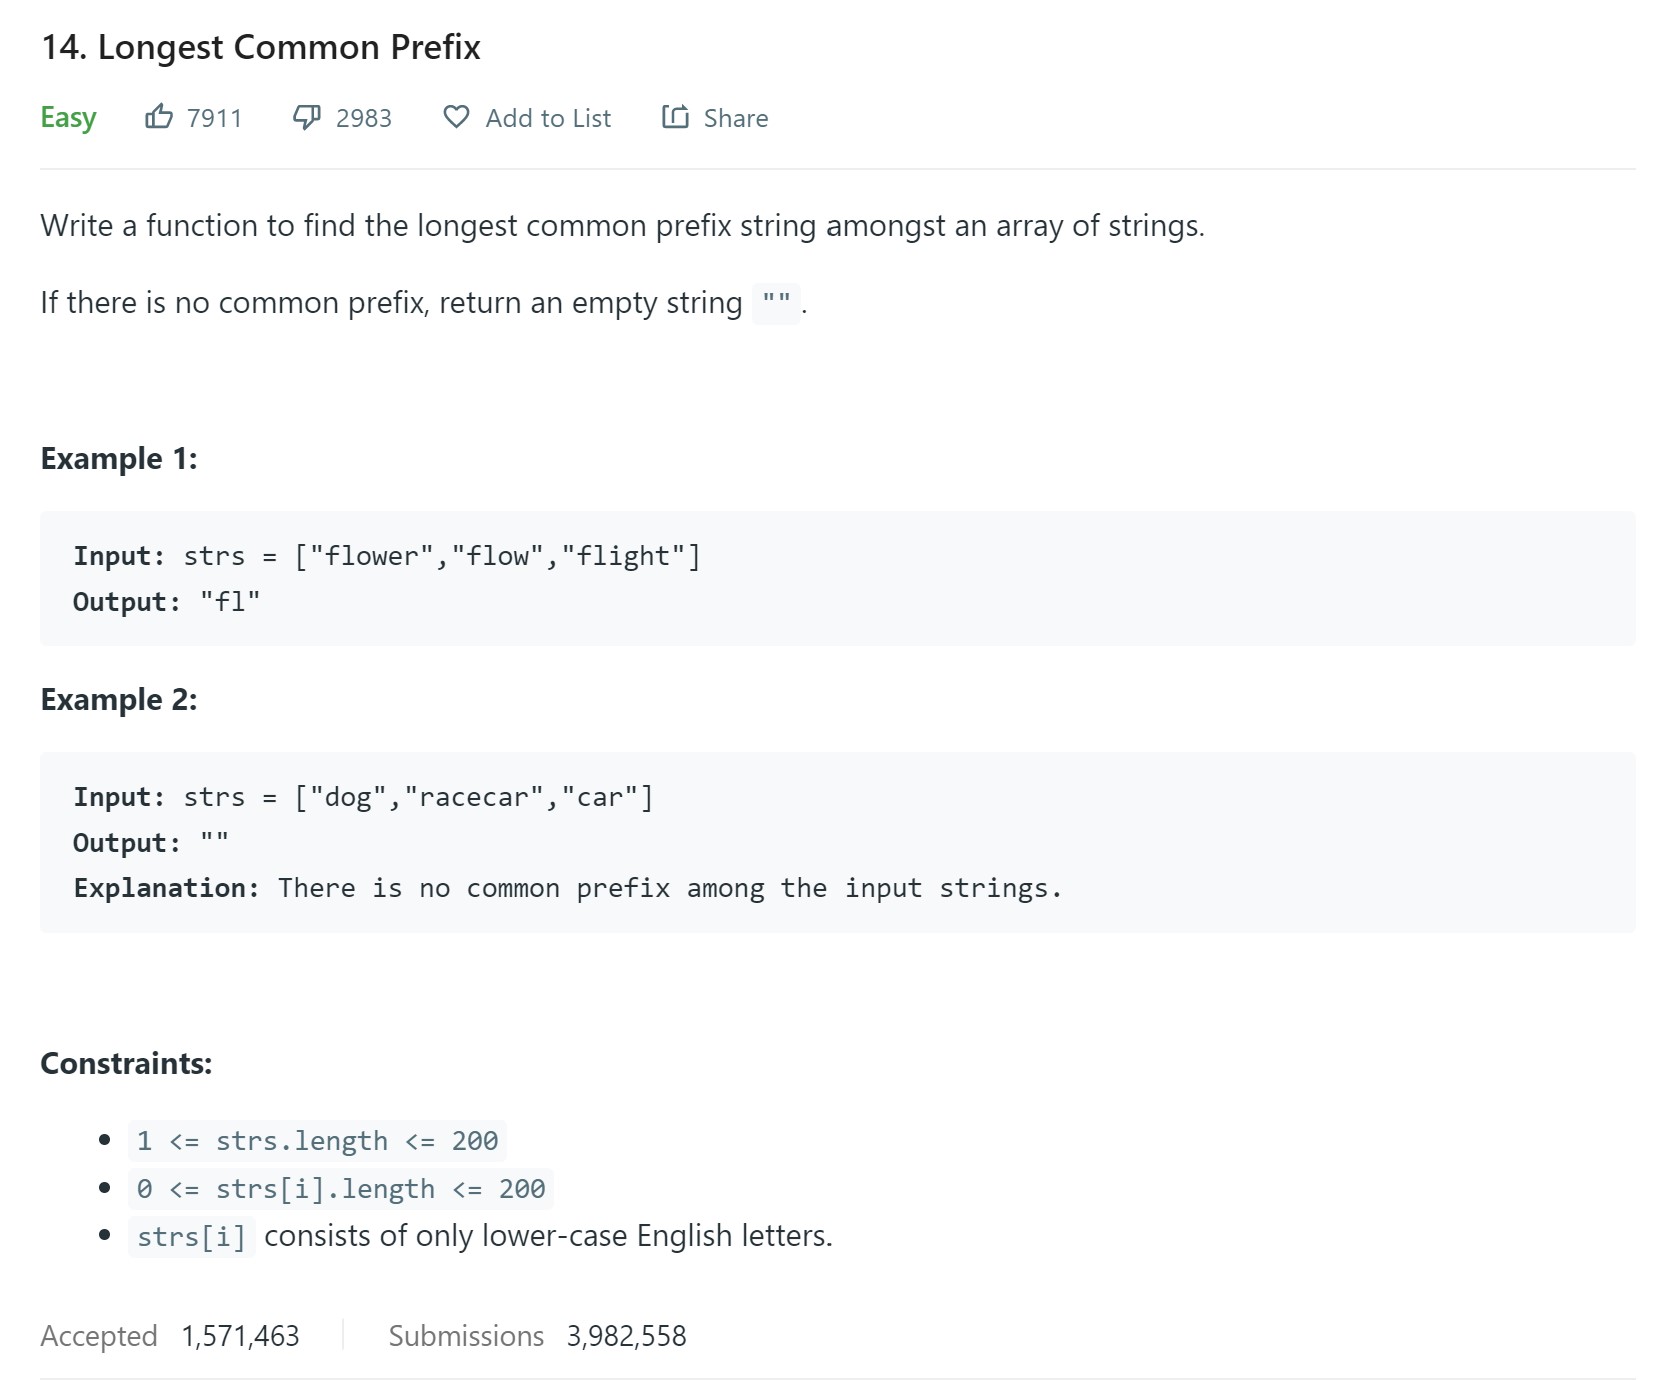 14. Longest Common Prefix
Easy 7911 2983 Add to List Share
Write a function to find the longest common prefix string amongst an array of strings.
If there is no common prefix, return an empty string "".
Example 1:
Input: strs = ["flower","flow","flight"]
Output: "fl"
Example 2:
Input: strs = ["dog","racecar","car"]
Output: ""
Explanation: There is no common prefix among the input strings.
Constraints:
1 <= strs.length <= 200
0 <= strs[i].length <= 200
strs[i] consists of only lower-case English letters.
Accepted 1,571,463 Submissions 3,982,558